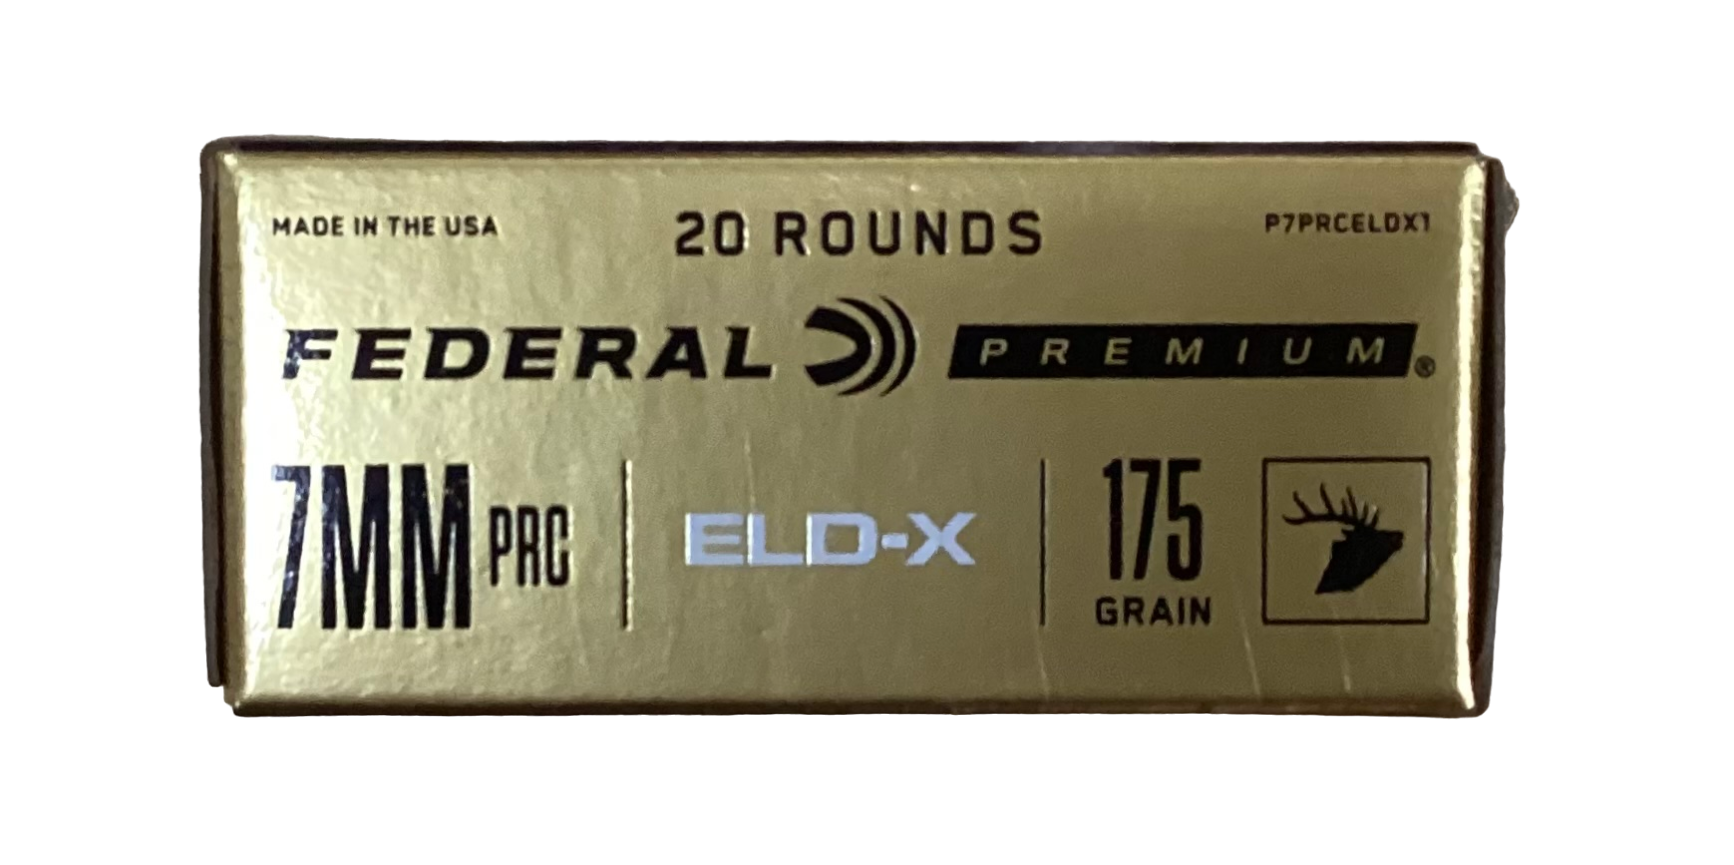 MADE IN THE USA
20 ROUNDS
P7PRCELDX1
FEDERAL PREMIUM®
7MM PRC
ELD-X
175
GRAIN